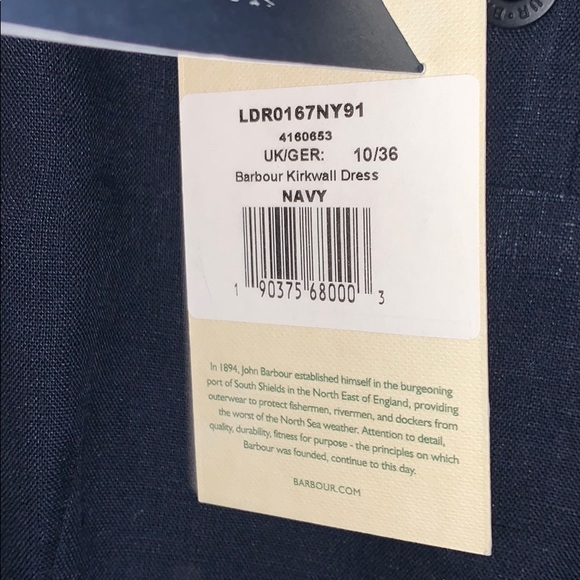 LDR0167NY91
4160653
UK/GER: 10/36
Barbour Kirkwall Dress
NAVY
1 90375 68000 3
In 1894, John Barbour established himself in the burgeoning
port of South Shields in the North East of England, providing
outerwear to protect fishermen, rivermen, and dockers from
the worst of the North Sea weather. Attention to detail,
quality, durability, fitness for purpose - the principles on which
Barbour was founded, continue to this day.
BARBOUR.COM